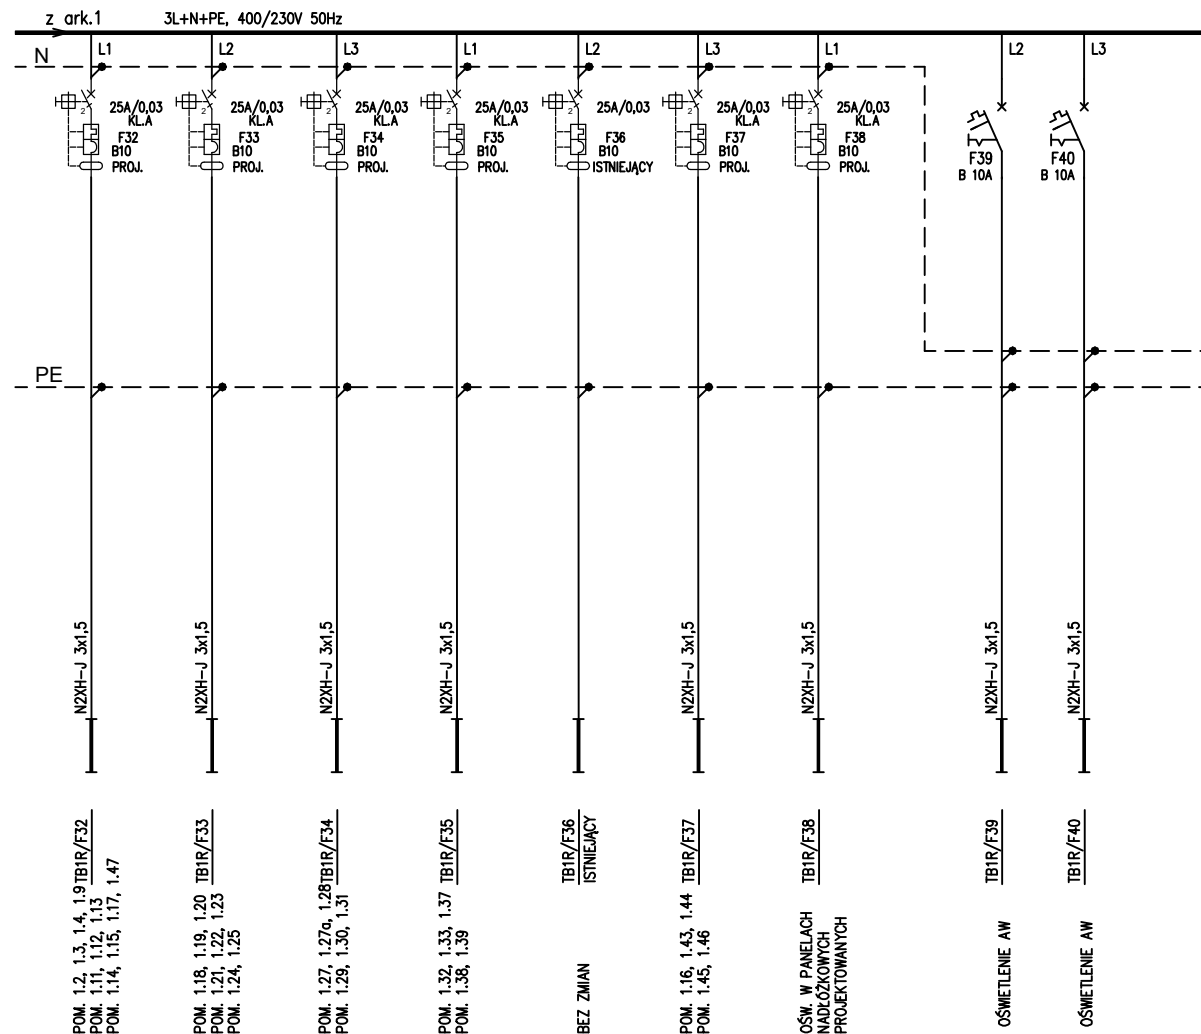 z ark.1
3L+N+PE, 400/230V 50Hz
L1
L2
L3
L1
L2
L3
L1
L2
L3
N
2
25A/0,03
KL.A
F32
B10
PROJ.
2
25A/0,03
KL.A
F33
B10
PROJ.
2
25A/0,03
KL.A
F34
B10
PROJ.
2
25A/0,03
KL.A
F35
B10
PROJ.
2
25A/0,03
F36
B10
ISTNIEJĄCY
2
25A/0,03
KL.A
F37
B10
PROJ.
2
25A/0,03
KL.A
F38
B10
PROJ.
F39
B 10A
F40
B 10A
PE
N2XH-J 3x1,5
N2XH-J 3x1,5
N2XH-J 3x1,5
N2XH-J 3x1,5
N2XH-J 3x1,5
N2XH-J 3x1,5
N2XH-J 3x1,5
N2XH-J 3x1,5
TB1R/F32
POM. 1.2, 1.3, 1.4, 1.9
POM. 1.11, 1.12, 1.13
POM. 1.14, 1.15, 1.17, 1.47
TB1R/F33
POM. 1.18, 1.19, 1.20
POM. 1.21, 1.22, 1.23
POM. 1.24, 1.25
TB1R/F34
POM. 1.27, 1.27a, 1.28
POM. 1.29, 1.30, 1.31
TB1R/F35
POM. 1.32, 1.33, 1.37
POM. 1.38, 1.39
TB1R/F36
ISTNIEJĄCY
BEZ ZMIAN
TB1R/F37
POM. 1.16, 1.43, 1.44
POM. 1.45, 1.46
TB1R/F38
OŚW. W PANELACH
NADŁÓŻKOWYCH
PROJEKTOWANYCH
TB1R/F39
OŚWIETLENIE AW
TB1R/F40
OŚWIETLENIE AW